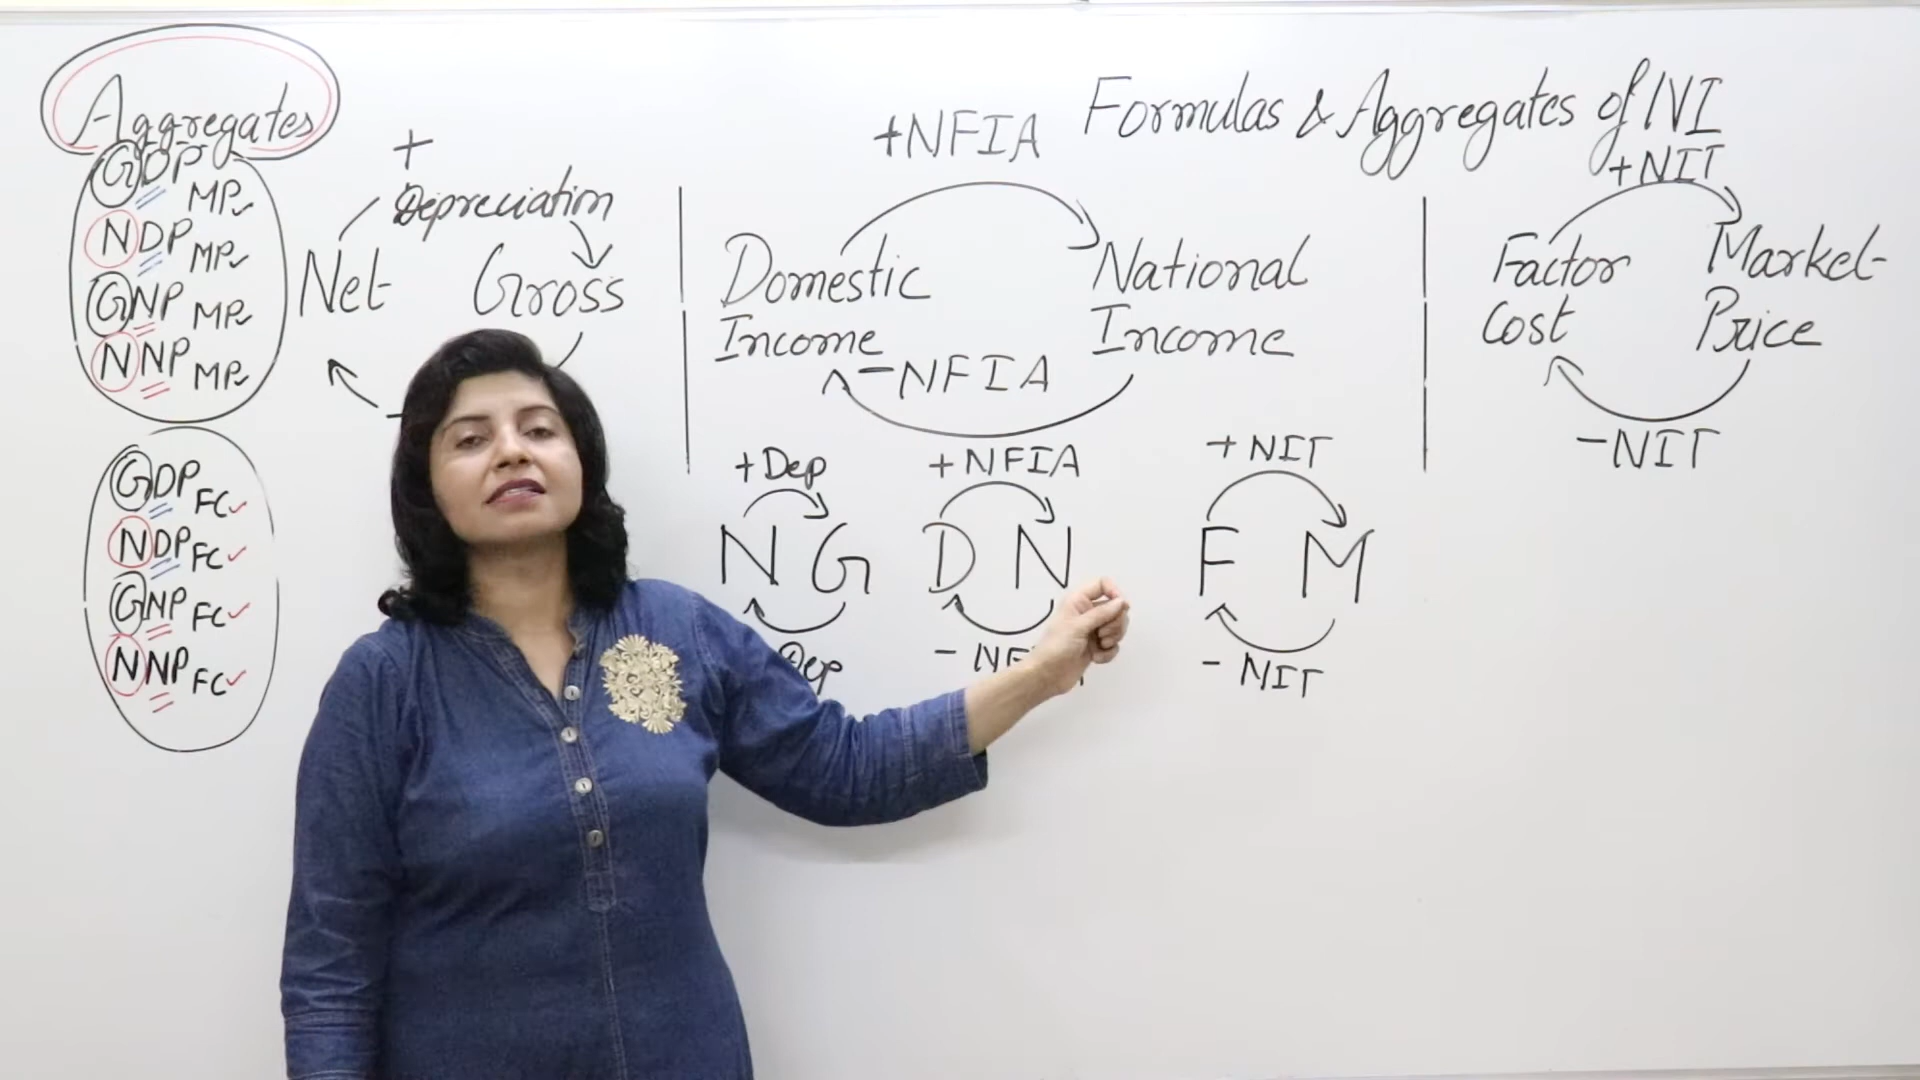 Formulas & Aggregates of NI
Aggregates
GDP MP
NDP MP
GNP MP
NNP MP
GDP FC
NDP FC
GNP FC
NNP FC
+
Depreciation
Net Gross
-
+NFIA
Domestic Income
National Income
-NFIA
+NIT
Factor Cost
Market Price
-NIT
+Dep
N G
Dep
+NFIA
D N
+NIT
F M
- NIT